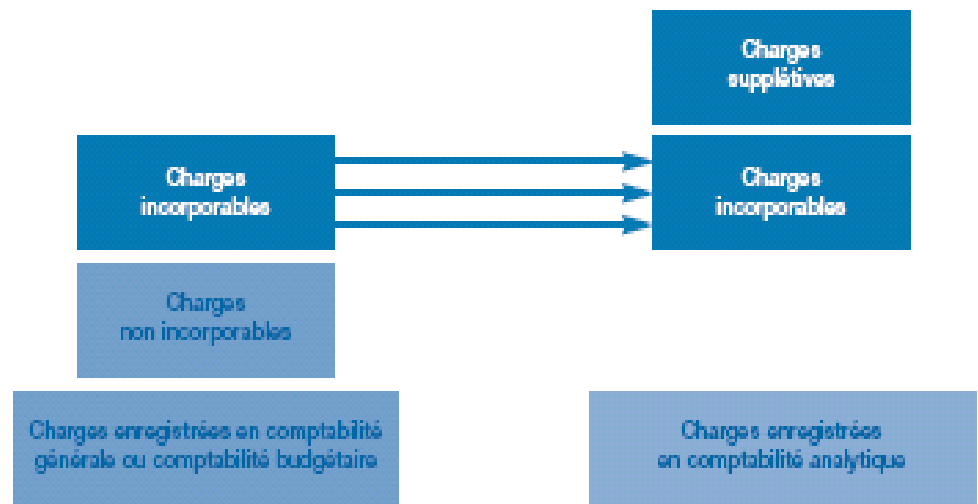 Charges
supplétives
Charges
incorporables
Charges
incorporables
Charges
non incorporables
Charges enregistrées en comptabilité
générale ou comptabilité budgétaire
Charges enregistrées
en comptabilité analytique